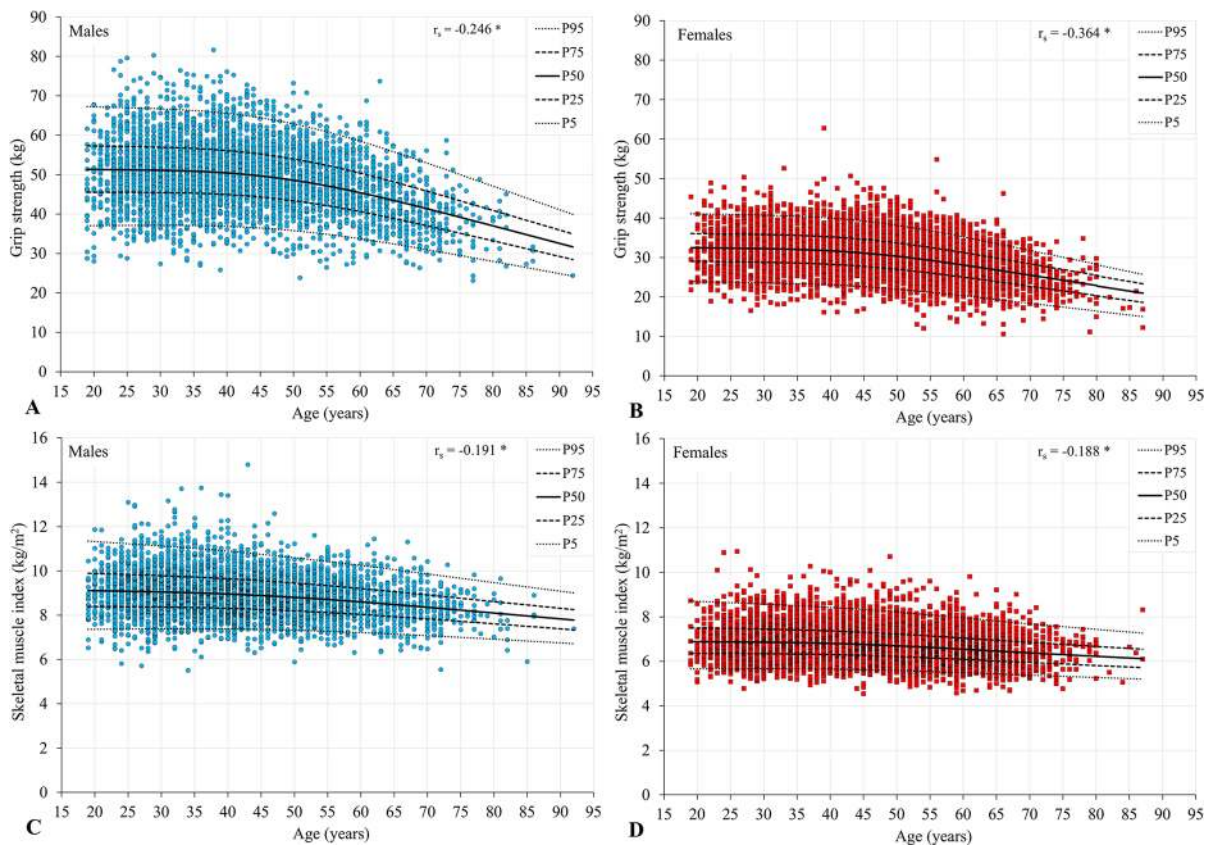 Males
r_s = -0.246 *
P95
P75
P50
P25
P5
Grip strength (kg)
90
80
70
60
50
40
30
20
10
0
15 20 25 30 35 40 45 50 55 60 65 70 75 80 85 90 95
A
Age (years)
Females
r_s = -0.364 *
P95
P75
P50
P25
P5
Grip strength (kg)
90
80
70
60
50
40
30
20
10
0
15 20 25 30 35 40 45 50 55 60 65 70 75 80 85 90 95
B
Age (years)
Males
r_s = -0.191 *
P95
P75
P50
P25
P5
Skeletal muscle index (kg/m²)
16
14
12
10
8
6
4
2
0
15 20 25 30 35 40 45 50 55 60 65 70 75 80 85 90 95
C
Age (years)
Females
r_s = -0.188 *
P95
P75
P50
P25
P5
Skeletal muscle index (kg/m²)
16
14
12
10
8
6
4
2
0
15 20 25 30 35 40 45 50 55 60 65 70 75 80 85 90 95
D
Age (years)